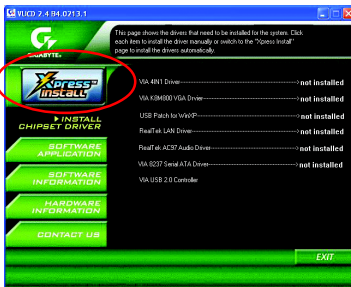 VUCD 2.4 B4.0213.1
GIGABYTE
This page shows the drivers that need to be installed for the system. Click
each item to install the driver manually or switch to the "Xpress Install"
page to install the drivers automatically.
Xpress™
Install
INSTALL
CHIPSET DRIVER
SOFTWARE
APPLICATION
SOFTWARE
INFORMATION
HARDWARE
INFORMATION
CONTACT US
VIA 4IN1 Driver not installed
VIA K8M800 VGA Driver not installed
USB Patch for WinXP not installed
RealTek LAN Driver not installed
RealTek AC97 Audio Driver not installed
VIA 8237 Serial ATA Driver not installed
VIA USB 2.0 Controller
EXIT